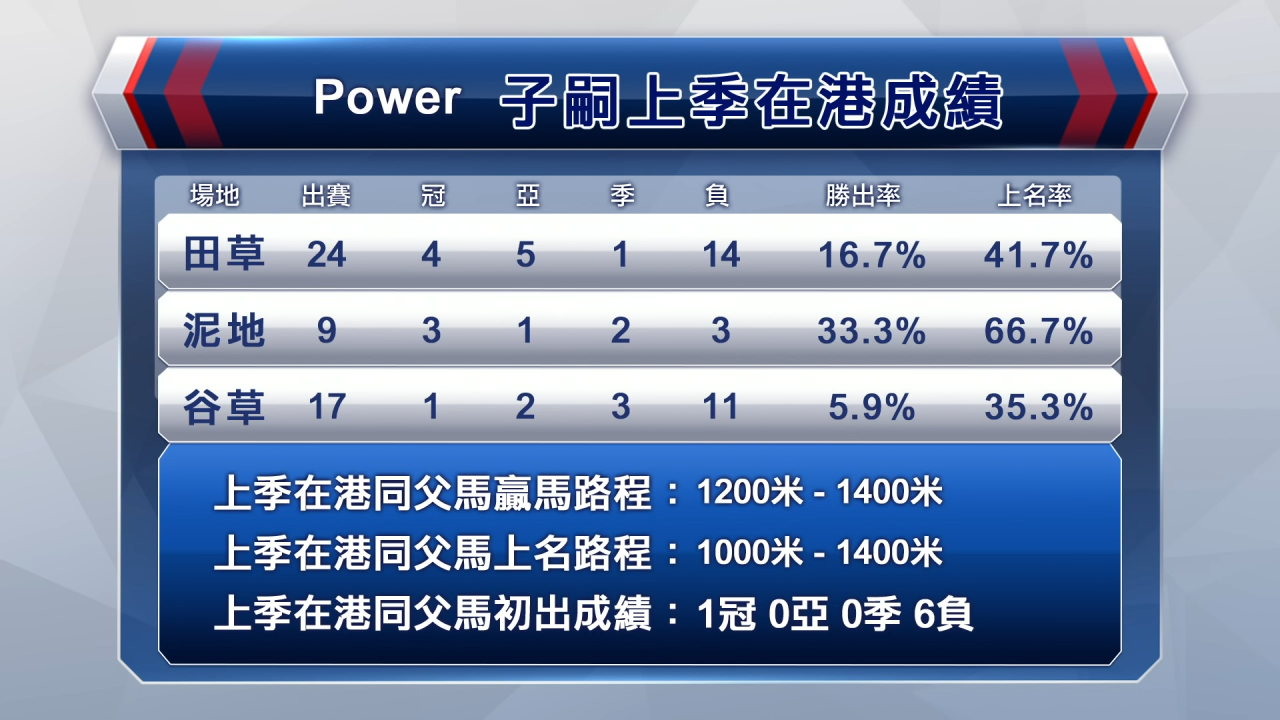 Power 子嗣上季在港成績
場地 出賽 冠 亞 季 負 勝出率 上名率
田草 24 4 5 1 14 16.7% 41.7%
泥地 9 3 1 2 3 33.3% 66.7%
谷草 17 1 2 3 11 5.9% 35.3%
上季在港同父馬贏馬路程：1200米 - 1400米
上季在港同父馬上名路程：1000米 - 1400米
上季在港同父馬初出成績：1冠 0亞 0季 6負